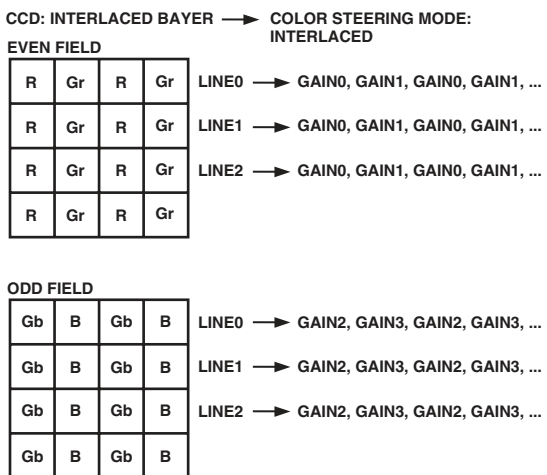 CCD: INTERLACED BAYER COLOR STEERING MODE:
INTERLACED
EVEN FIELD
R Gr R Gr LINE0 GAIN0, GAIN1, GAIN0, GAIN1, ...
R Gr R Gr LINE1 GAIN0, GAIN1, GAIN0, GAIN1, ...
R Gr R Gr LINE2 GAIN0, GAIN1, GAIN0, GAIN1, ...
R Gr R Gr
ODD FIELD
Gb B Gb B LINE0 GAIN2, GAIN3, GAIN2, GAIN3, ...
Gb B Gb B LINE1 GAIN2, GAIN3, GAIN2, GAIN3, ...
Gb B Gb B LINE2 GAIN2, GAIN3, GAIN2, GAIN3, ...
Gb B Gb B